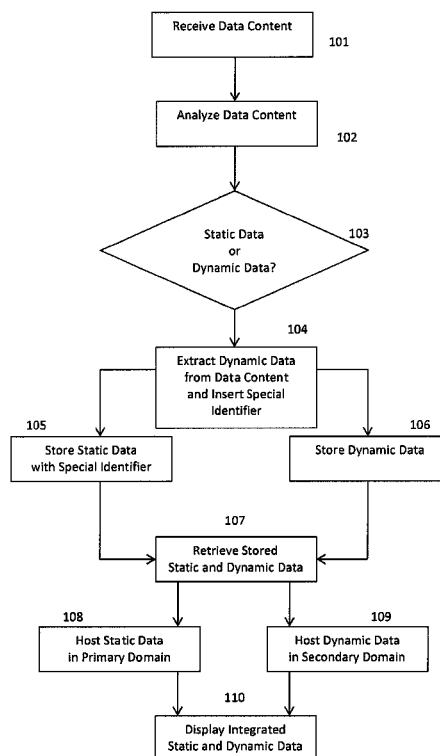 Receive Data Content
101
Analyze Data Content
102
103
Static Data
or
Dynamic Data?
104
Extract Dynamic Data
from Data Content
and Insert Special
Identifier
105
Store Static Data
with Special Identifier
106
Store Dynamic Data
107
Retrieve Stored
Static and Dynamic Data
108
Host Static Data
in Primary Domain
109
Host Dynamic Data
in Secondary Domain
110
Display Integrated
Static and Dynamic Data